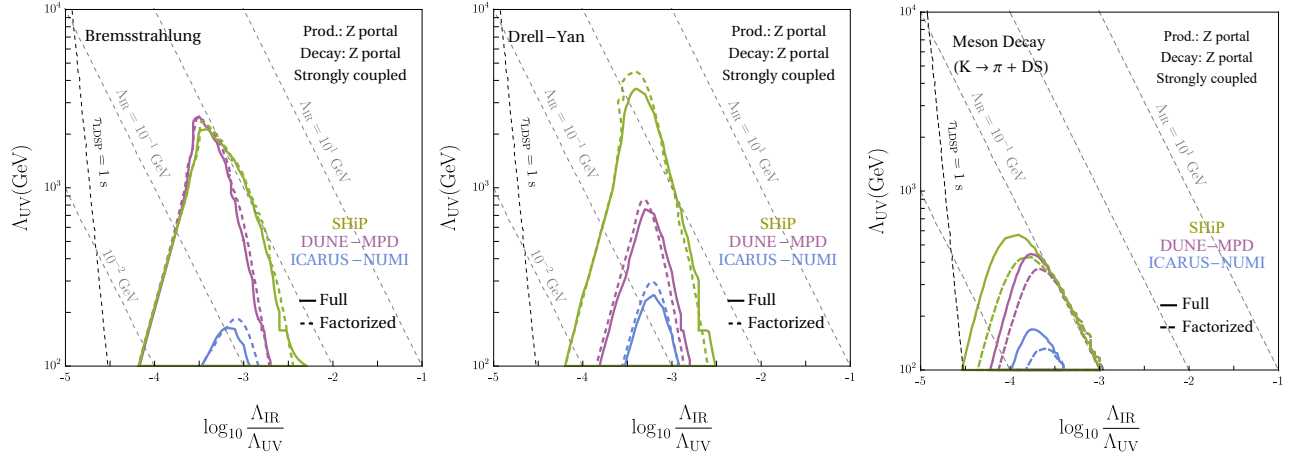 Bremsstrahlung
Prod.: Z portal
Decay: Z portal
Strongly coupled
τ_LDSP = 1 s
Λ_IR = 10^-1 GeV
Λ_IR = 10^1 GeV
10^-2 GeV
SHiP
DUNE-MPD
ICARUS-NUMI
Full
Factorized
Λ_UV(GeV)
10^4
10^3
10^2
-5 -4 -3 -2 -1
log_10 Λ_IR/Λ_UV
Drell-Yan
Prod.: Z portal
Decay: Z portal
Strongly coupled
τ_LDSP = 1 s
Λ_IR = 10^-1 GeV
Λ_IR = 10^1 GeV
10^-2 GeV
SHiP
DUNE-MPD
ICARUS-NUMI
Full
Factorized
Λ_UV(GeV)
10^4
10^3
10^2
-5 -4 -3 -2 -1
log_10 Λ_IR/Λ_UV
Meson Decay
(K → π + DS)
Prod.: Z portal
Decay: Z portal
Strongly coupled
τ_LDSP = 1 s
Λ_IR = 10^-1 GeV
Λ_IR = 10^1 GeV
10^-2 GeV
SHiP
DUNE-MPD
ICARUS-NUMI
Full
Factorized
Λ_UV(GeV)
10^4
10^3
10^2
-5 -4 -3 -2 -1
log_10 Λ_IR/Λ_UV